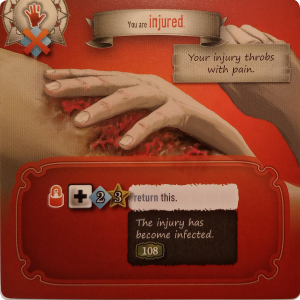 You are injured.
Your injury throbs
with pain.
2 3 return this.
The injury has
become infected.
108